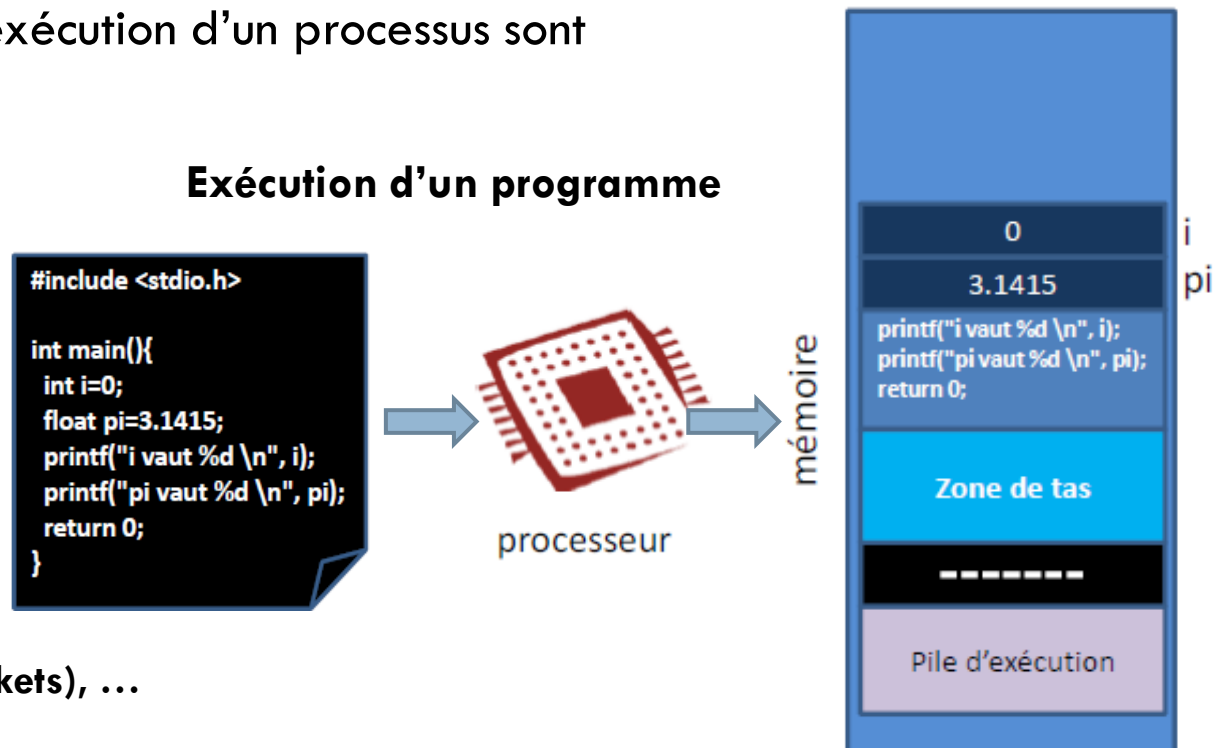 exécution d’un processus sont
Exécution d’un programme
#include <stdio.h>
int main(){
int i=0;
float pi=3.1415;
printf("i vaut %d \n", i);
printf("pi vaut %d \n", pi);
return 0;
}
processeur
mémoire
0
i
3.1415
pi
printf("i vaut %d \n", i);
printf("pi vaut %d \n", pi);
return 0;
Zone de tas
-------
Pile d’exécution
kets), …